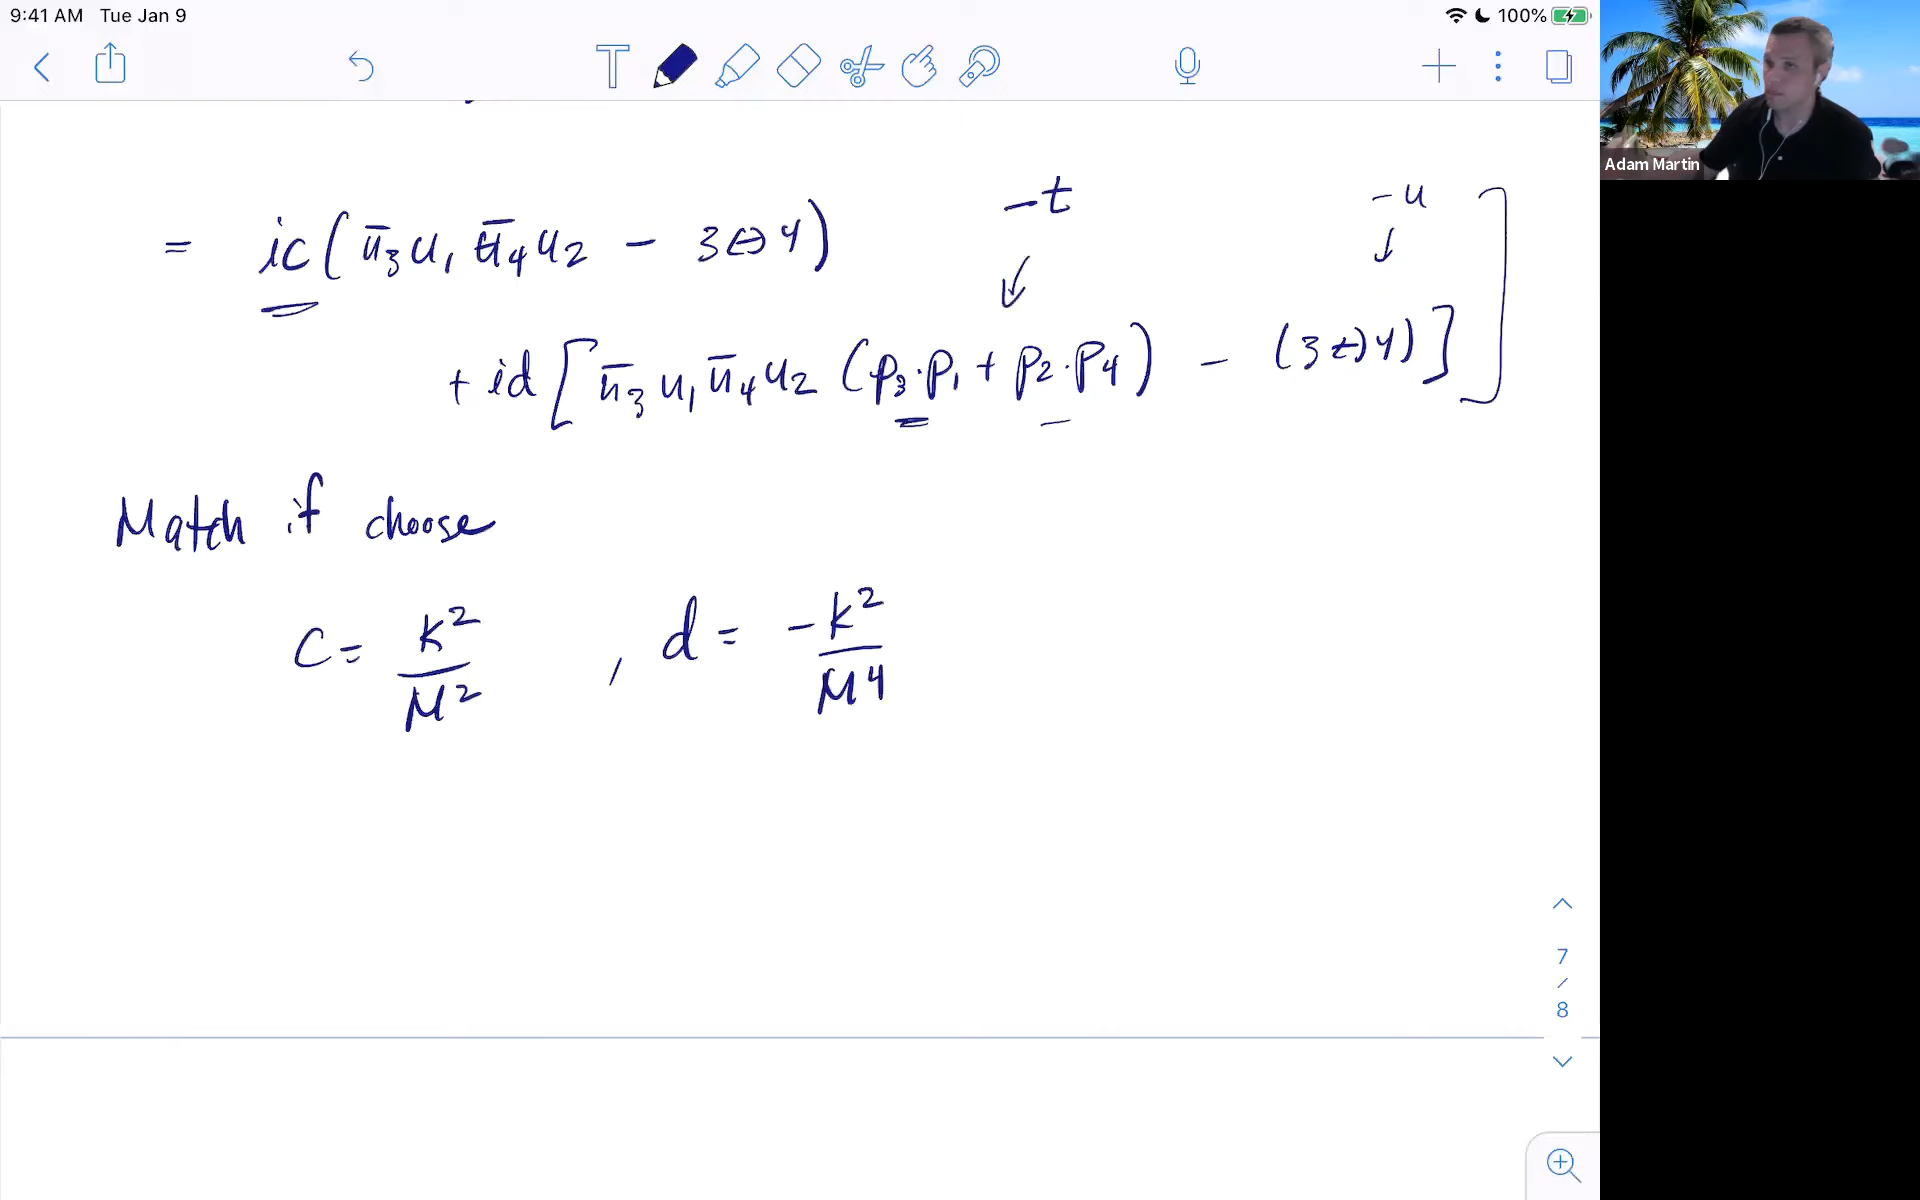 9:41 AM Tue Jan 9
100%
Adam Martin
T
-t
-u
= ic(ū₃u₁ ū₄u₂ - 3↔4)
+ id[ū₃u₁ū₄u₂(p₃·p₁ + p₂·p₄) - (3↔4)]
Match if choose
c = κ²/M² , d = -κ²/M⁴
7
/
8